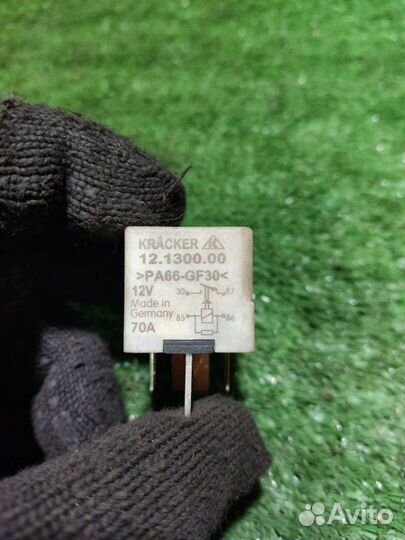 KRÄCKER
12.1300.00
>PA66-GF30<
12V
30 87
Made in
Germany
85 86
70A
Avito